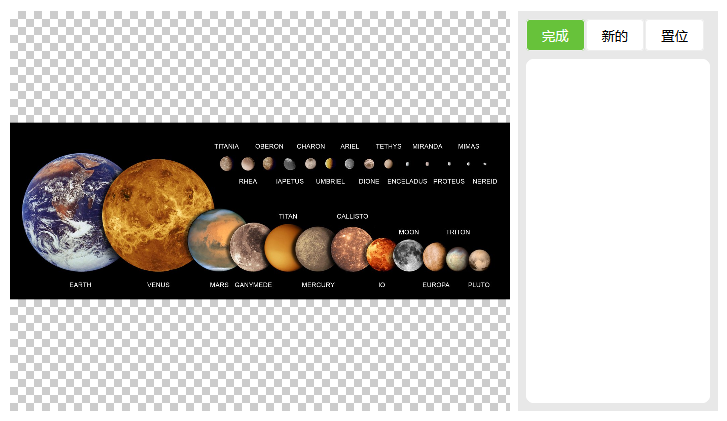 完成 新的 置位
TITANIA OBERON CHARON ARIEL TETHYS MIRANDA MIMAS
RHEA IAPETUS UMBRIEL DIONE ENCELADUS PROTEUS NEREID
TITAN CALLISTO
MOON TRITON
EARTH VENUS MARS GANYMEDE MERCURY IO EUROPA PLUTO